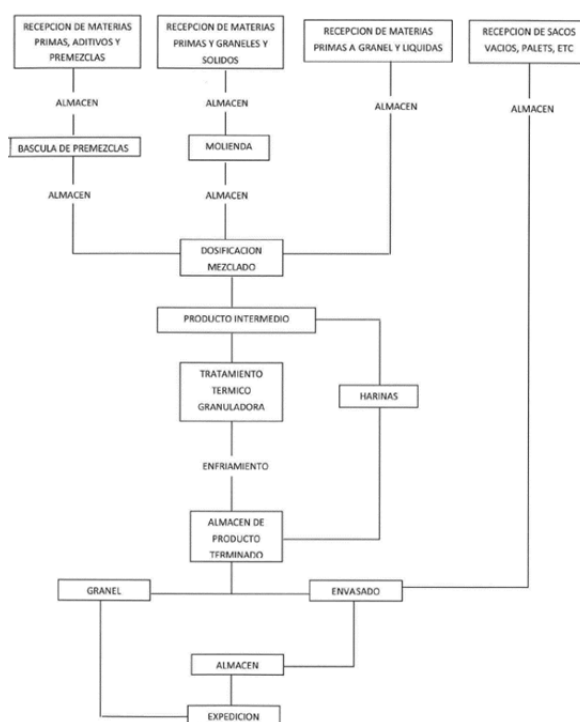 RECEPCION DE MATERIAS
PRIMAS, ADITIVOS Y
PREMEZCLAS
RECEPCION DE MATERIAS
PRIMAS Y GRANELES Y
SOLIDOS
RECEPCION DE MATERIAS
PRIMAS A GRANEL Y LIQUIDAS
RECEPCION DE SACOS
VACIOS, PALETS, ETC
ALMACEN
ALMACEN
ALMACEN
ALMACEN
BASCULA DE PREMEZCLAS
MOLIENDA
ALMACEN
ALMACEN
DOSIFICACION
MEZCLADO
PRODUCTO INTERMEDIO
TRATAMIENTO
TERMICO
GRANULADORA
HARINAS
ENFRIAMIENTO
ALMACEN DE
PRODUCTO
TERMINADO
GRANEL
ENVASADO
ALMACEN
EXPEDICION